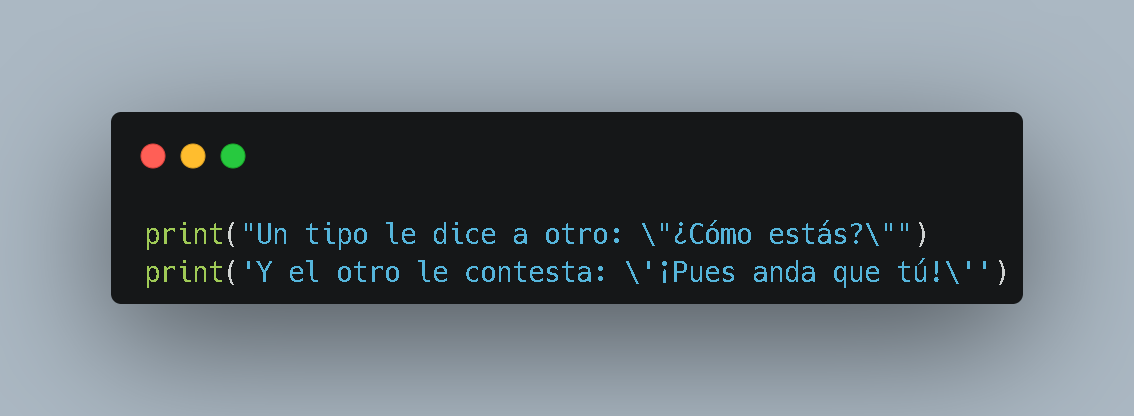 print("Un tipo le dice a otro: \"¿Cómo estás?\"")
print('Y el otro le contesta: \'¡Pues anda que tú!\'')